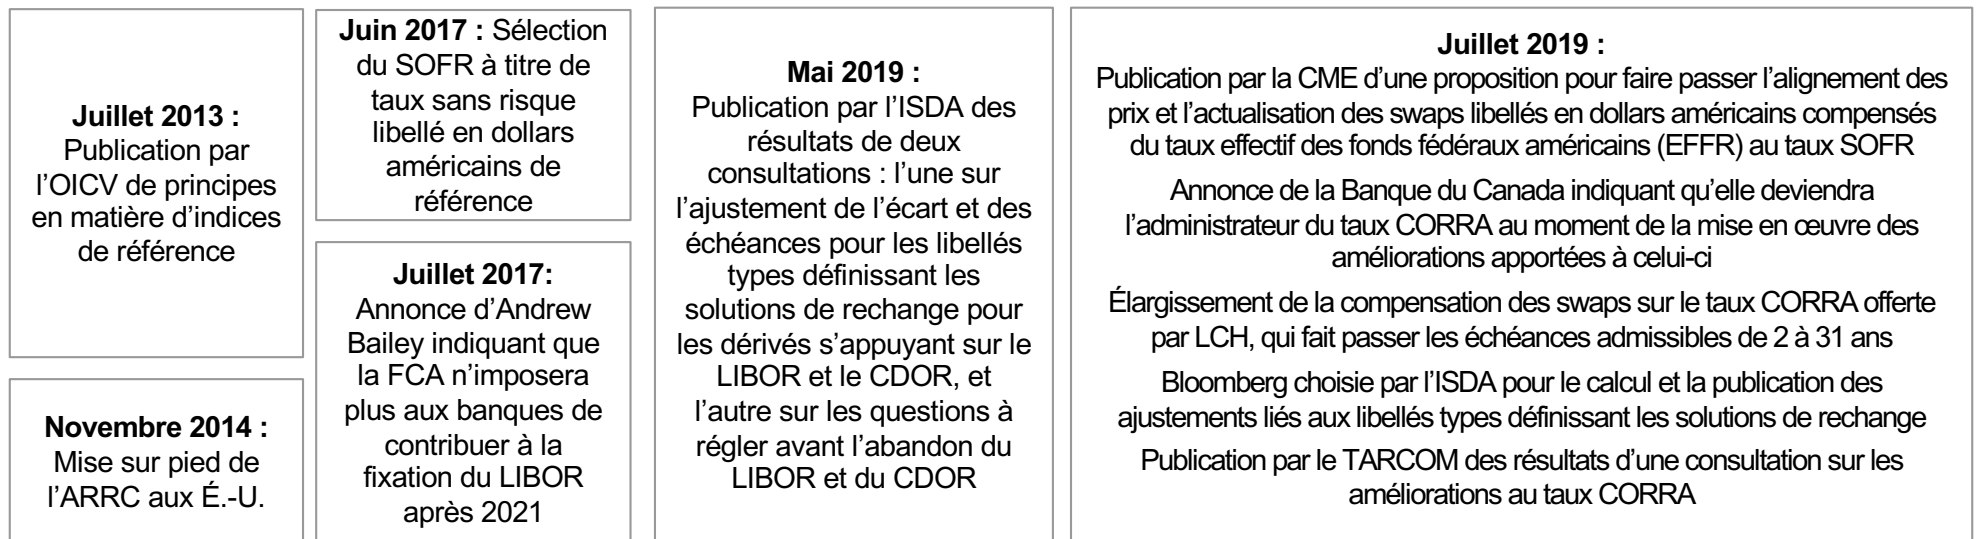 Juillet 2013 :
Publication par
l’OICV de principes
en matière d’indices
de référence
Novembre 2014 :
Mise sur pied de
l’ARRC aux É.-U.
Juin 2017 : Sélection
du SOFR à titre de
taux sans risque
libellé en dollars
américains de
référence
Juillet 2017:
Annonce d’Andrew
Bailey indiquant que
la FCA n’imposera
plus aux banques de
contribuer à la
fixation du LIBOR
après 2021
Mai 2019 :
Publication par l’ISDA des
résultats de deux
consultations : l’une sur
l’ajustement de l’écart et des
échéances pour les libellés
types définissant les
solutions de rechange pour
les dérivés s’appuyant sur le
LIBOR et le CDOR, et
l’autre sur les questions à
régler avant l’abandon du
LIBOR et du CDOR
Juillet 2019 :
Publication par la CME d’une proposition pour faire passer l’alignement des
prix et l’actualisation des swaps libellés en dollars américains compensés
du taux effectif des fonds fédéraux américains (EFFR) au taux SOFR
Annonce de la Banque du Canada indiquant qu’elle deviendra
l’administrateur du taux CORRA au moment de la mise en œuvre des
améliorations apportées à celui-ci
Élargissement de la compensation des swaps sur le taux CORRA offerte
par LCH, qui fait passer les échéances admissibles de 2 à 31 ans
Bloomberg choisie par l’ISDA pour le calcul et la publication des
ajustements liés aux libellés types définissant les solutions de rechange
Publication par le TARCOM des résultats d’une consultation sur les
améliorations au taux CORRA